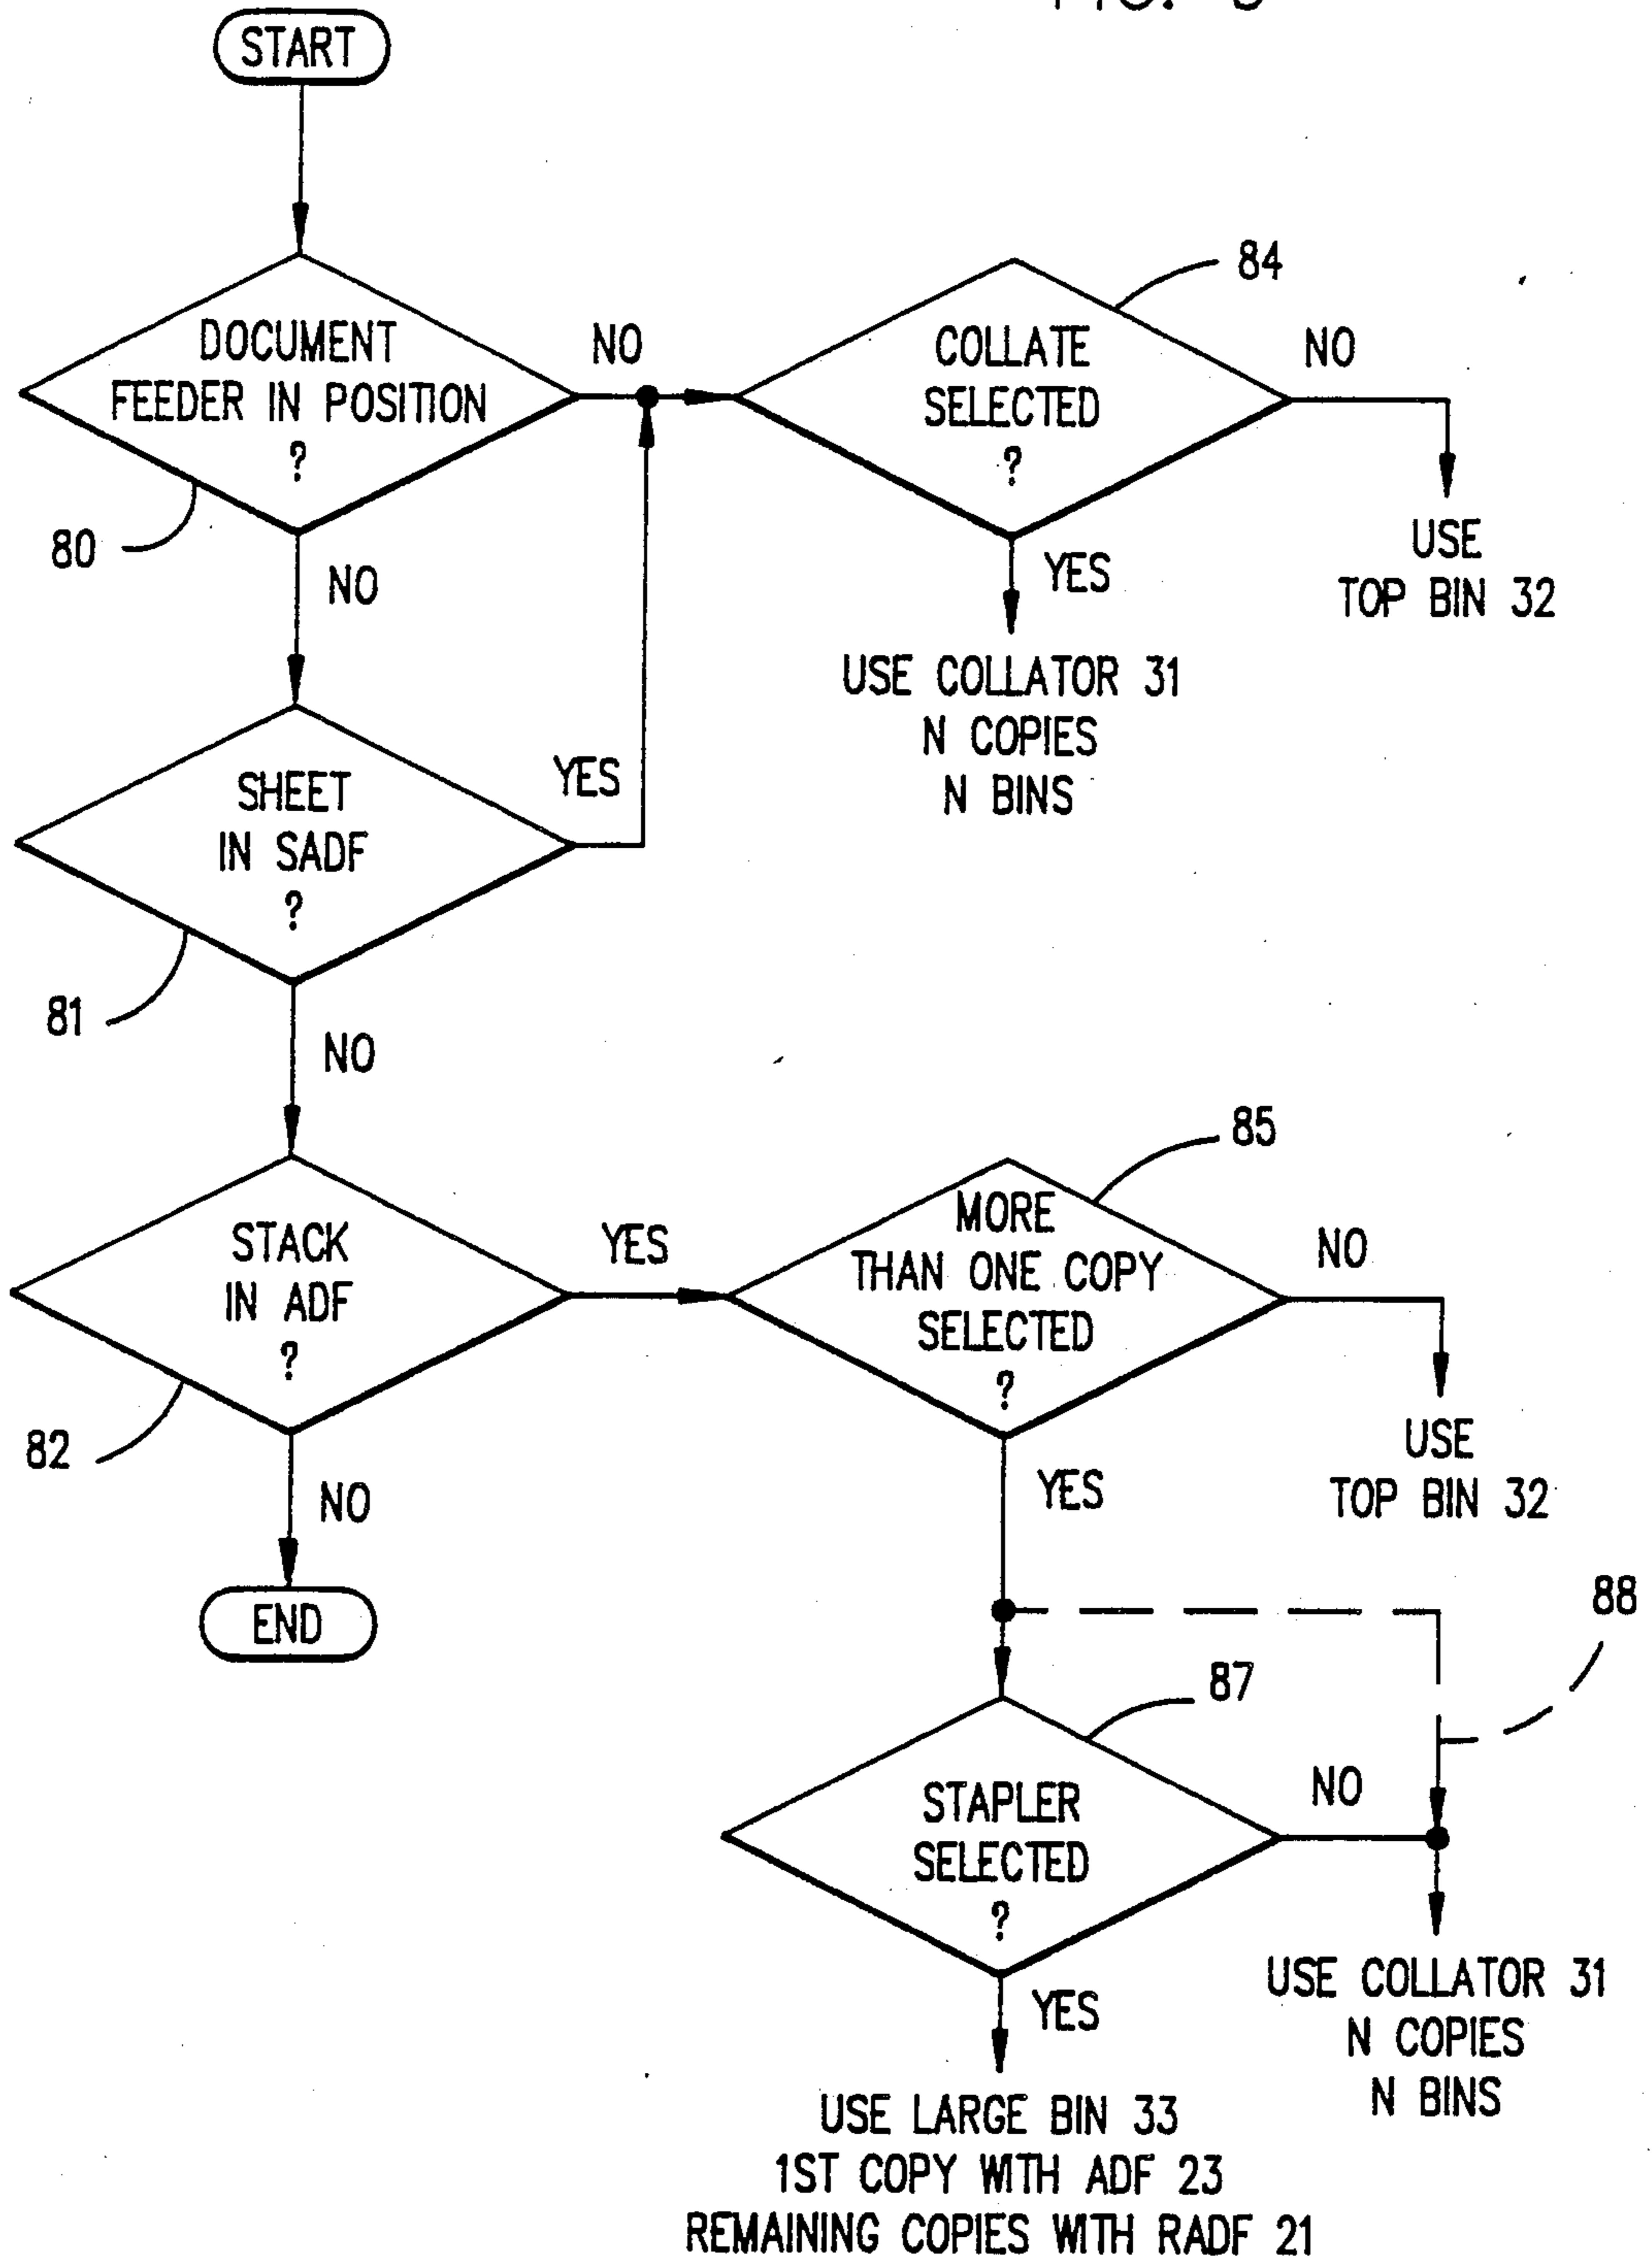 START
DOCUMENT
FEEDER IN POSITION
?
NO
80
NO
84
COLLATE
SELECTED
?
NO
USE
TOP BIN 32
YES
USE COLLATOR 31
N COPIES
N BINS
SHEET
IN SADF
?
YES
81
NO
STACK
IN ADF
?
YES
82
NO
END
85
MORE
THAN ONE COPY
SELECTED
?
NO
USE
TOP BIN 32
YES
88
87
STAPLER
SELECTED
?
NO
USE COLLATOR 31
N COPIES
N BINS
YES
USE LARGE BIN 33
1ST COPY WITH ADF 23
REMAINING COPIES WITH RADF 21